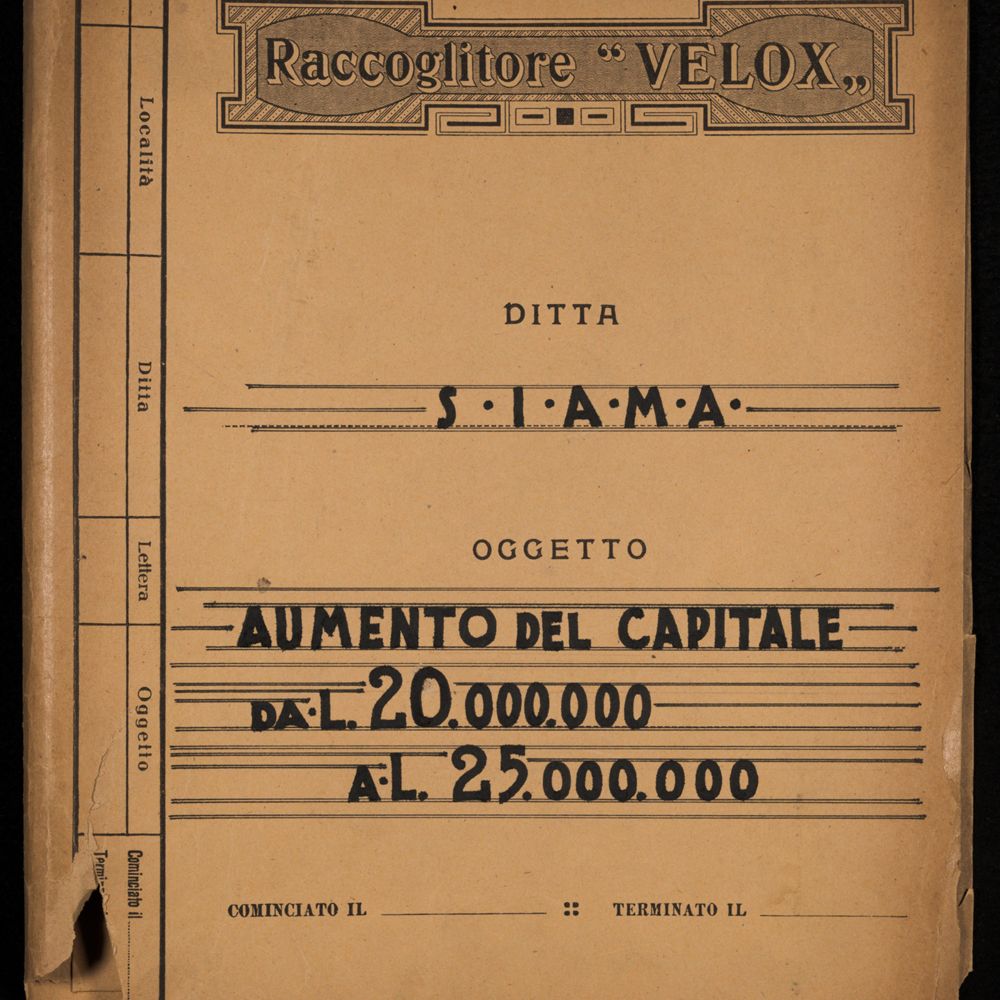 Raccoglitore “ VELOX„
DITTA
S·I·A·M·A·
OGGETTO
AUMENTO DEL CAPITALE
DA·L. 20.000.000
A·L. 25.000.000
COMINCIATO IL
TERMINATO IL
Località
Ditta
Lettera
Oggetto
Cominciato il